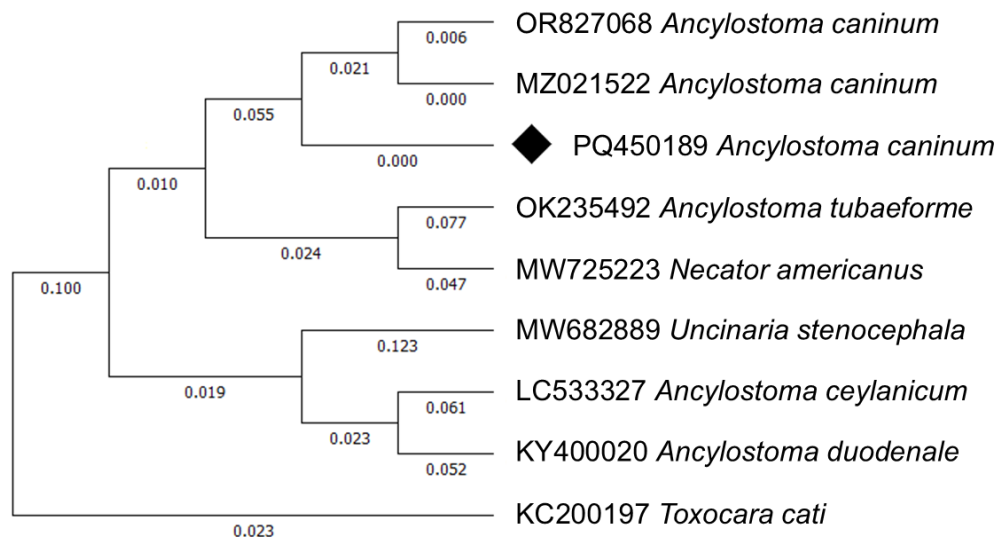 OR827068 Ancylostoma caninum
0.006
0.021
MZ021522 Ancylostoma caninum
0.000
0.055
PQ450189 Ancylostoma caninum
0.000
0.010
OK235492 Ancylostoma tubaeforme
0.077
0.024
MW725223 Necator americanus
0.047
0.100
MW682889 Uncinaria stenocephala
0.123
0.019
LC533327 Ancylostoma ceylanicum
0.061
0.023
KY400020 Ancylostoma duodenale
0.052
KC200197 Toxocara cati
0.023